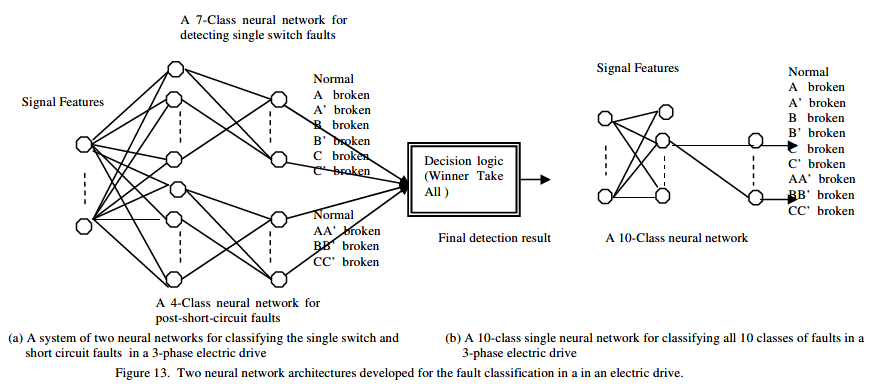 A 7-Class neural network for
detecting single switch faults
Signal Features
Normal
A broken
A' broken
B broken
B' broken
C broken
C' broken
Decision logic
(Winner Take
All )
Final detection result
Normal
AA' broken
BB' broken
CC' broken
A 4-Class neural network for
post-short-circuit faults
(a) A system of two neural networks for classifying the single switch and
short circuit faults in a 3-phase electric drive
Signal Features
Normal
A broken
A' broken
B broken
B' broken
C broken
C' broken
AA' broken
BB' broken
CC' broken
A 10-Class neural network
(b) A 10-class single neural network for classifying all 10 classes of faults in a
3-phase electric drive
Figure 13. Two neural network architectures developed for the fault classification in a in an electric drive.